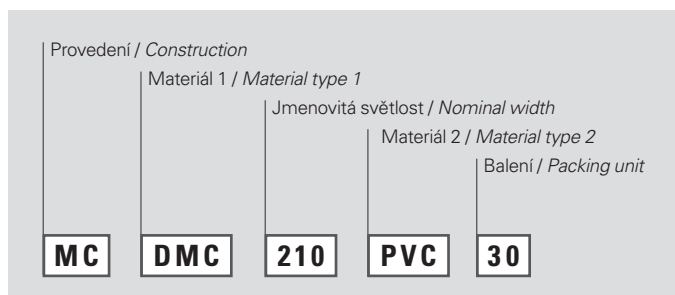 Provedení / Construction
Materiál 1 / Material type 1
Jmenovitá světlost / Nominal width
Materiál 2 / Material type 2
Balení / Packing unit
MC DMC 210 PVC 30